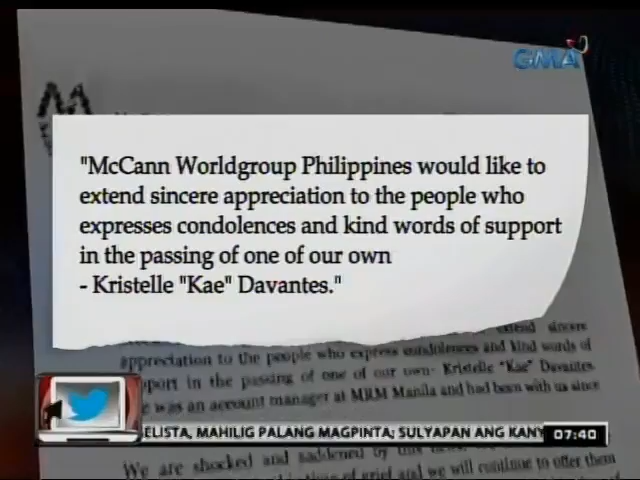 GMA
"McCann Worldgroup Philippines would like to
extend sincere appreciation to the people who
expresses condolences and kind words of support
in the passing of one of our own
- Kristelle "Kae" Davantes."
extend sincere
appreciation to the people who express condolences and kind words of
port in the passing of one of our own- Kristelle "Kae" Davantes
e was an account manager at MRM Manila and had been with us since
ELISTA, MAHILIG PALANG MAGPINTA; SULYAPAN ANG KANY
07:40
We are shocked and saddened by this
of grief and we will continue to offer them